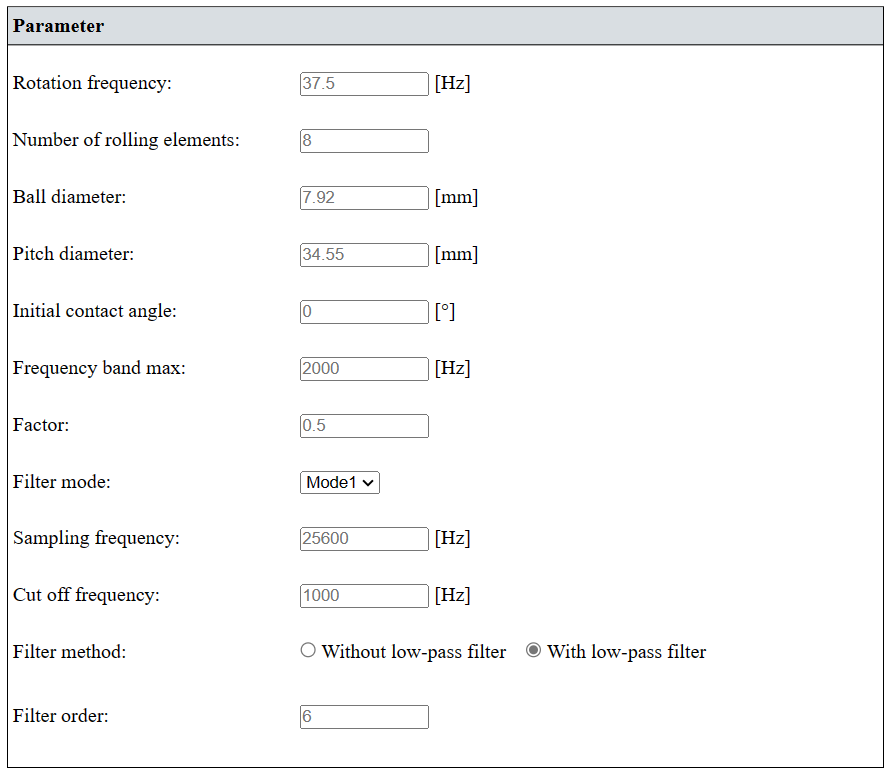 Parameter
Rotation frequency: 37.5 [Hz]
Number of rolling elements: 8
Ball diameter: 7.92 [mm]
Pitch diameter: 34.55 [mm]
Initial contact angle: 0 [°]
Frequency band max: 2000 [Hz]
Factor: 0.5
Filter mode: Mode1
Sampling frequency: 25600 [Hz]
Cut off frequency: 1000 [Hz]
Filter method: Without low-pass filter With low-pass filter
Filter order: 6